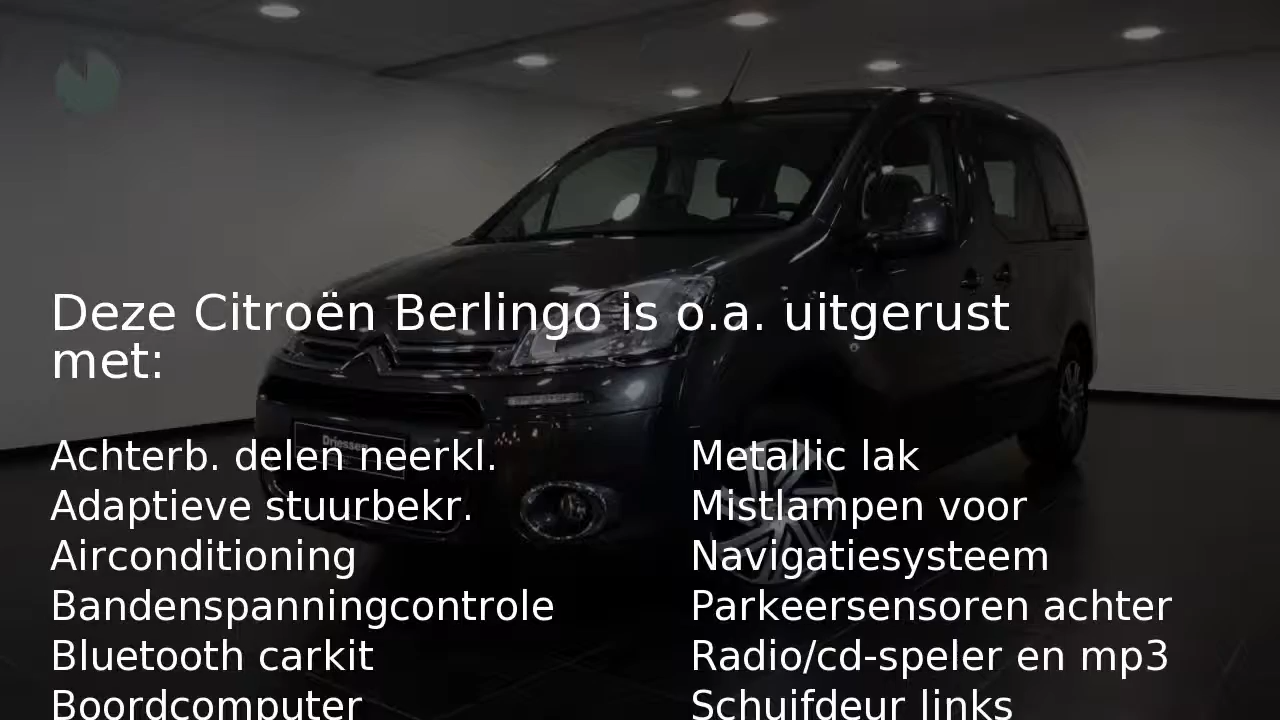 Deze Citroën Berlingo is o.a. uitgerust
met:
Achterb. delen neerkl.
Adaptieve stuurbekr.
Airconditioning
Bandenspanningcontrole
Bluetooth carkit
Boordcomputer
Metallic lak
Mistlampen voor
Navigatiesysteem
Parkeersensoren achter
Radio/cd-speler en mp3
Schuifdeur links
Driessen